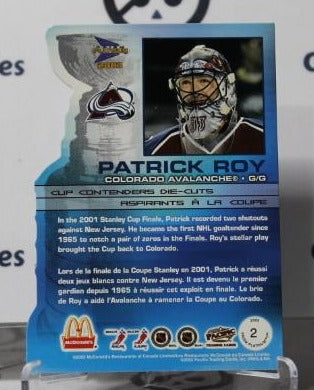 2003
PATRICK ROY
COLORADO AVALANCHE® • G/G
CUP CONTENDERS DIE-CUTS
ASPIRANTS À LA COUPE
In the 2001 Stanley Cup Finals, Patrick recorded two shutouts
against New Jersey. He became the first NHL goaltender since
1965 to notch a pair of zeros in the Finals. Roy's stellar play
brought the Cup back to Colorado.
Lors de la finale de la Coupe Stanley en 2001, Patrick a réussi
deux jeux blancs contre New Jersey. Il est devenu le premier
gardien depuis 1965 à réussir cet exploit en finale. Le brio
de Roy a aidé l'Avalanche à ramener la Coupe au Colorado.
McDonald's
PACIFIC
2